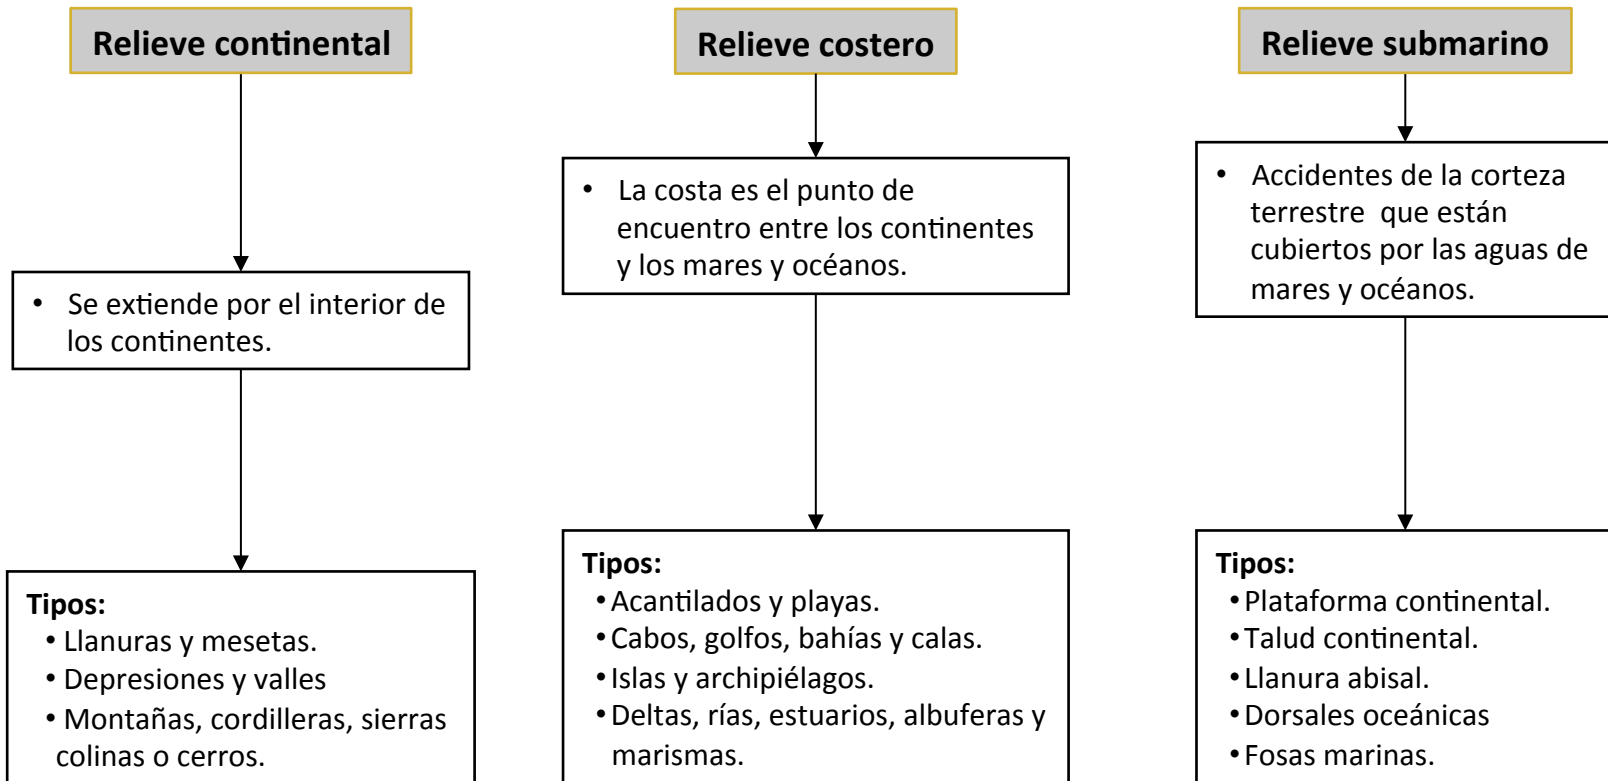 Relieve continental
• Se extiende por el interior de
los continentes.
Tipos:
• Llanuras y mesetas.
• Depresiones y valles
• Montañas, cordilleras, sierras
colinas o cerros.
Relieve costero
• La costa es el punto de
encuentro entre los continentes
y los mares y océanos.
Tipos:
• Acantilados y playas.
• Cabos, golfos, bahías y calas.
• Islas y archipiélagos.
• Deltas, rías, estuarios, albuferas y
marismas.
Relieve submarino
• Accidentes de la corteza
terrestre que están
cubiertos por las aguas de
mares y océanos.
Tipos:
• Plataforma continental.
• Talud continental.
• Llanura abisal.
• Dorsales oceánicas
• Fosas marinas.